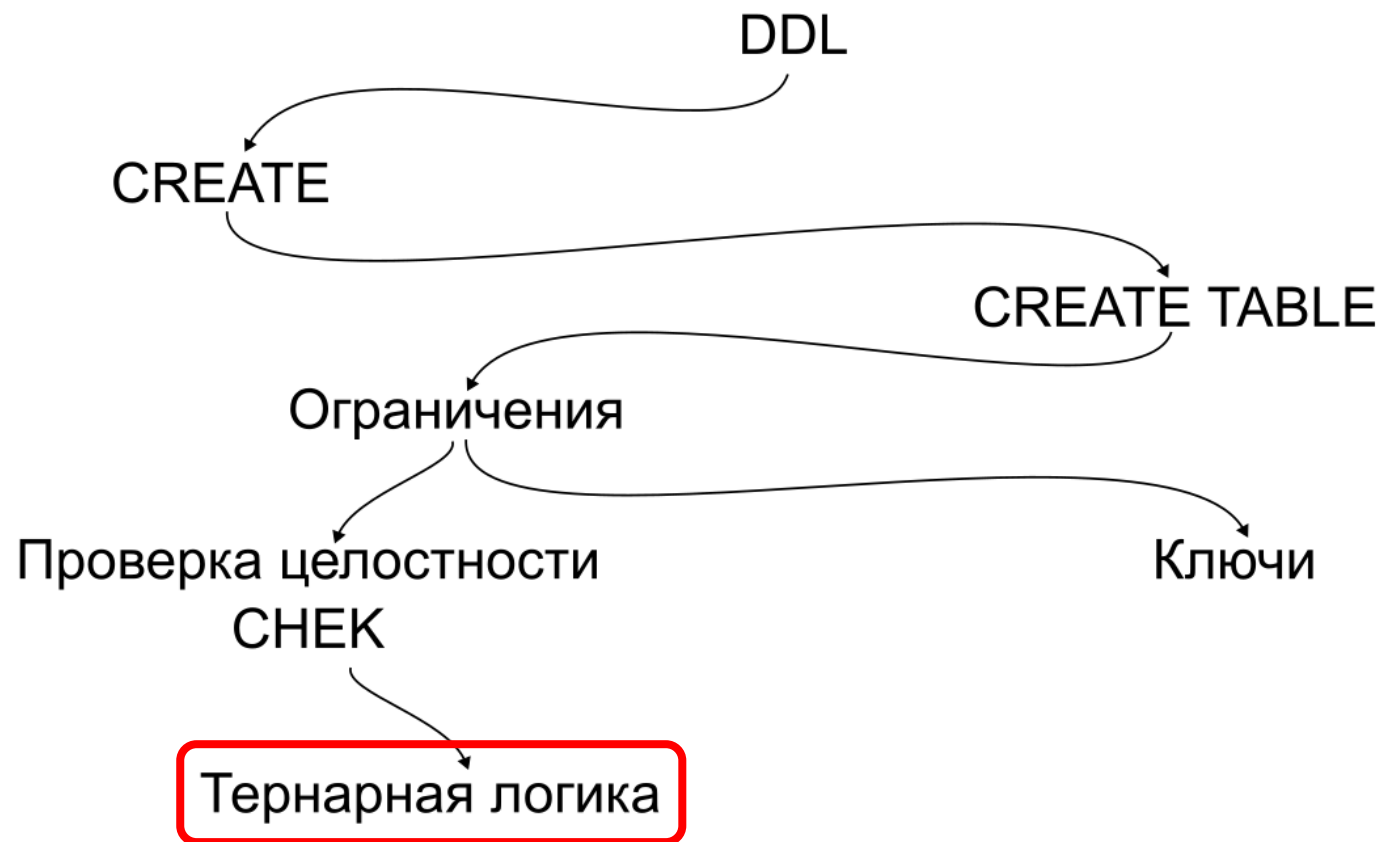 DDL
CREATE
CREATE TABLE
Ограничения
Проверка целостности
Ключи
CHEK
Тернарная логика